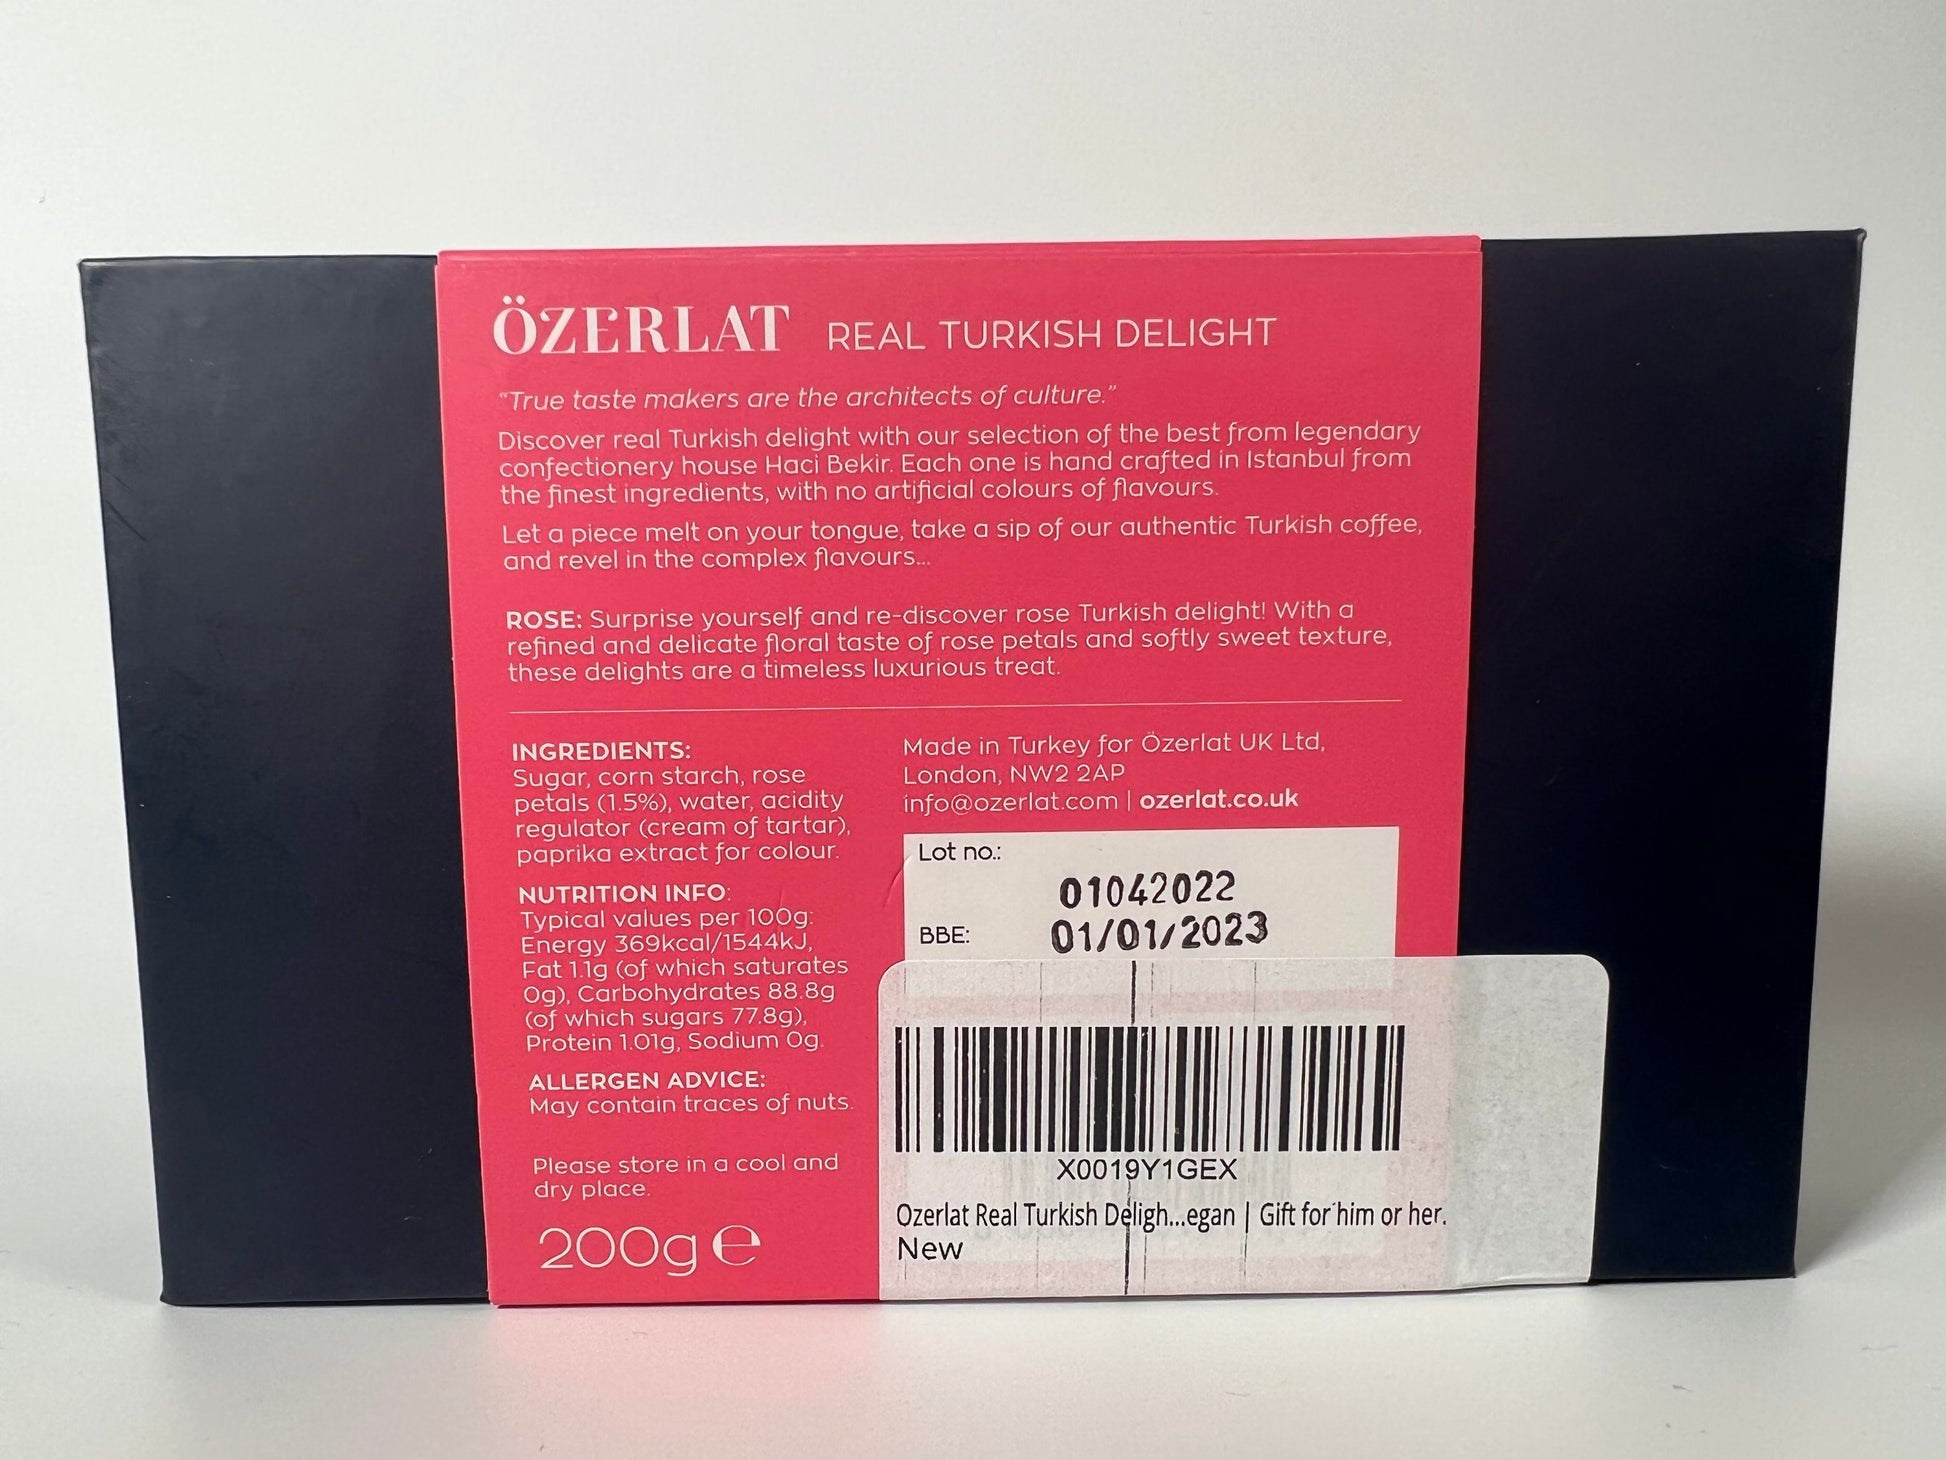 ÖZERLAT REAL TURKISH DELIGHT
“True taste makers are the architects of culture.”
Discover real Turkish delight with our selection of the best from legendary
confectionery house Haci Bekir. Each one is hand crafted in Istanbul from
the finest ingredients, with no artificial colours of flavours.
Let a piece melt on your tongue, take a sip of our authentic Turkish coffee,
and revel in the complex flavours...
ROSE: Surprise yourself and re-discover rose Turkish delight! With a
refined and delicate floral taste of rose petals and softly sweet texture,
these delights are a timeless luxurious treat.
INGREDIENTS:
Sugar, corn starch, rose
petals (1.5%), water, acidity
regulator (cream of tartar),
paprika extract for colour.
NUTRITION INFO:
Typical values per 100g:
Energy 369kcal/1544kJ,
Fat 1.1g (of which saturates
0g), Carbohydrates 88.8g
(of which sugars 77.8g),
Protein 1.01g, Sodium 0g.
ALLERGEN ADVICE:
May contain traces of nuts.
Please store in a cool and
dry place.
200g ℮
Made in Turkey for Özerlat UK Ltd,
London, NW2 2AP
info@ozerlat.com | ozerlat.co.uk
Lot no.:
01042022
BBE: 01/01/2023
X0019Y1GEX
Ozerlat Real Turkish Deligh...egan | Gift for him or her.
New